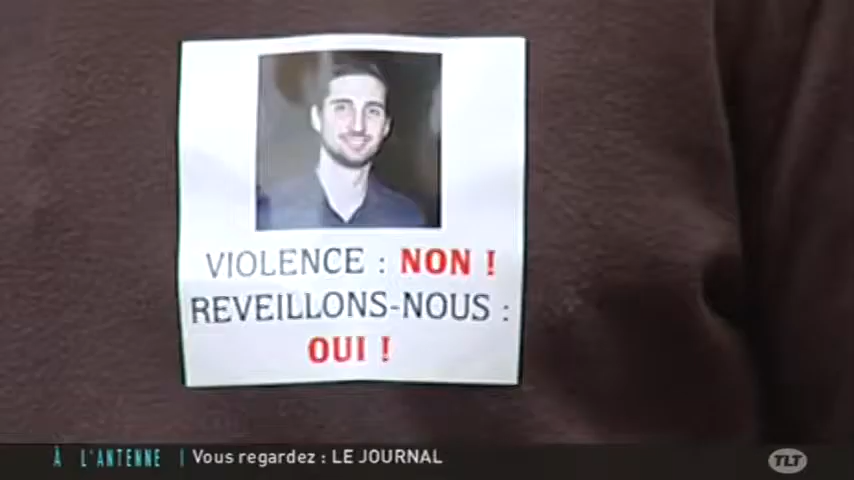 VIOLENCE : NON !
REVEILLONS-NOUS :
OUI !
À L'ANTENNE | Vous regardez : LE JOURNAL
TLT